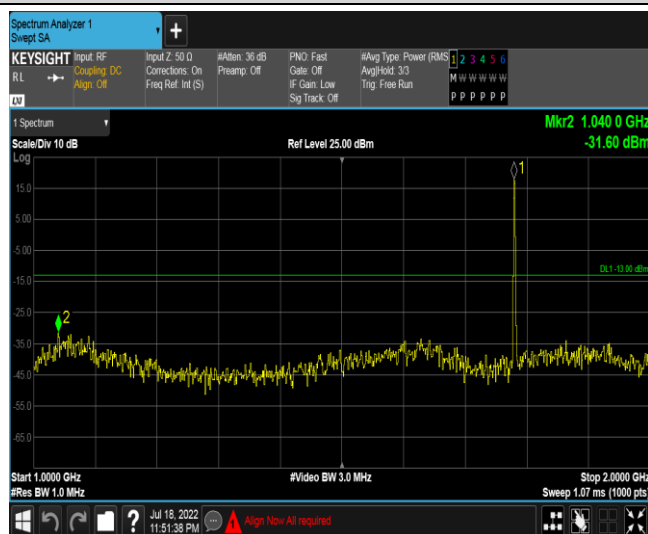 Spectrum Analyzer 1
Swept SA
+
KEYSIGHT
RL
LXI
Input: RF
Coupling: DC
Align: Off
Input Z: 50 Ω
Corrections: On
Freq Ref: Int (S)
#Atten: 36 dB
Preamp: Off
PNO: Fast
Gate: Off
IF Gain: Low
Sig Track: Off
#Avg Type: Power (RMS
Avg|Hold: 3/3
Trig: Free Run
1 2 3 4 5 6
M W W W W W
P P P P P P
1 Spectrum
Mkr2 1.040 0 GHz
-31.60 dBm
Scale/Div 10 dB
Ref Level 25.00 dBm
Log
1
15.0
5.00
-5.00
DL1 -13.00 dBm
-15.0
-25.0
2
-35.0
-45.0
-55.0
-65.0
Start 1.0000 GHz
#Video BW 3.0 MHz
Stop 2.0000 GHz
#Res BW 1.0 MHz
Sweep 1.07 ms (1000 pts)
?
Jul 18, 2022
11:51:38 PM
1
Align Now All required